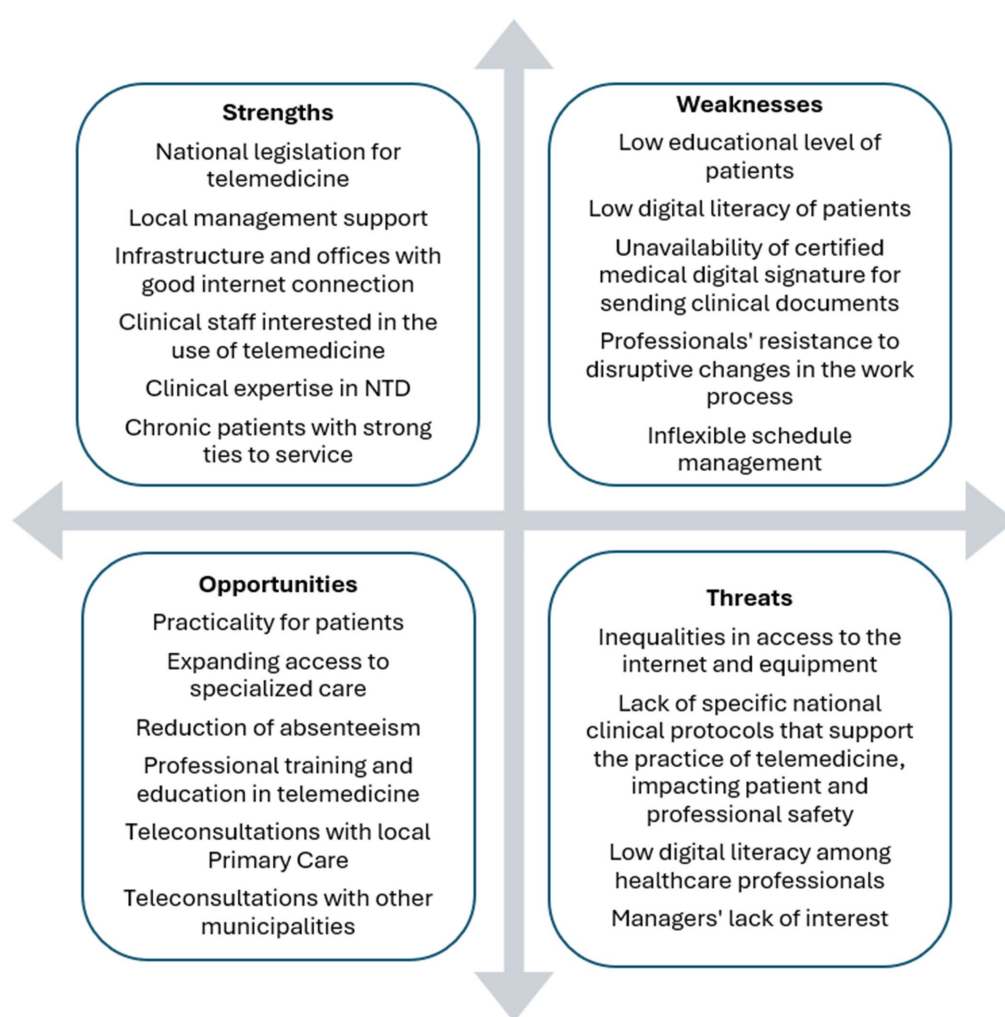 Strengths
National legislation for
telemedicine
Local management support
Infrastructure and offices with
good internet connection
Clinical staff interested in the
use of telemedicine
Clinical expertise in NTD
Chronic patients with strong
ties to service
Weaknesses
Low educational level of
patients
Low digital literacy of patients
Unavailability of certified
medical digital signature for
sending clinical documents
Professionals' resistance to
disruptive changes in the work
process
Inflexible schedule
management
Opportunities
Practicality for patients
Expanding access to
specialized care
Reduction of absenteeism
Professional training and
education in telemedicine
Teleconsultations with local
Primary Care
Teleconsultations with other
municipalities
Threats
Inequalities in access to the
internet and equipment
Lack of specific national
clinical protocols that support
the practice of telemedicine,
impacting patient and
professional safety
Low digital literacy among
healthcare professionals
Managers' lack of interest